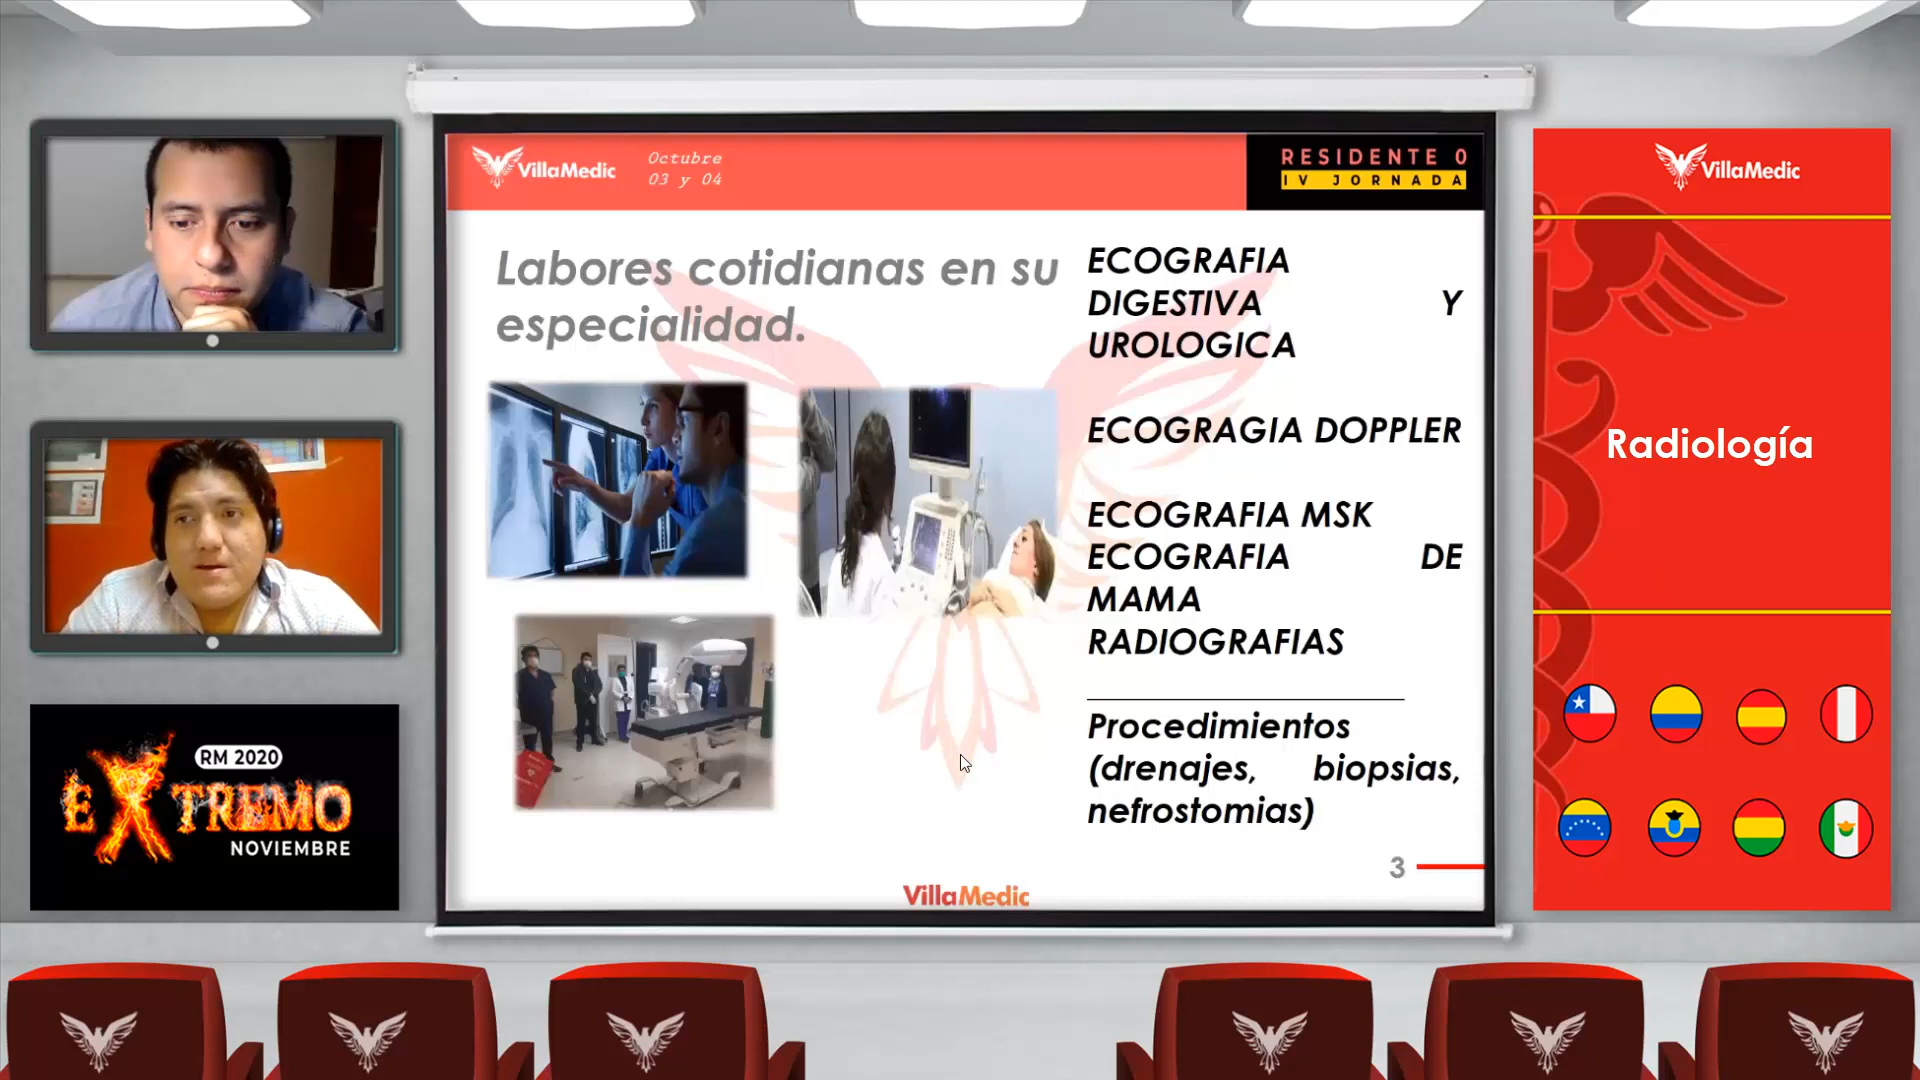 VillaMedic
Octubre
03 y 04
RESIDENTE 0
IV JORNADA
Labores cotidianas en su
especialidad.
ECOGRAFIA
DIGESTIVA Y
UROLOGICA
ECOGRAGIA DOPPLER
ECOGRAFIA MSK
ECOGRAFIA DE
MAMA
RADIOGRAFIAS
Procedimientos
(drenajes, biopsias,
nefrostomias)
3
VillaMedic
RM 2020
EXTREMO
NOVIEMBRE
VillaMedic
Radiología